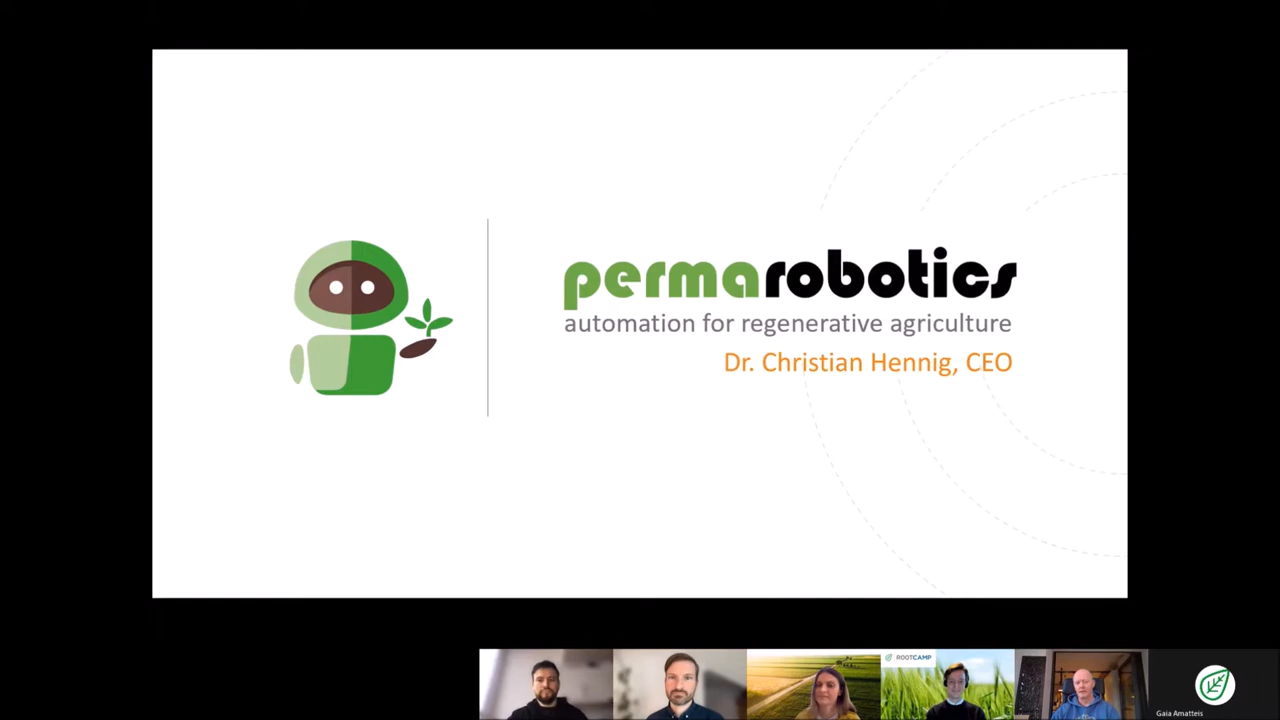 permarobotics
automation for regenerative agriculture
Dr. Christian Hennig, CEO
ROOTCAMP
Gaia Amatteis